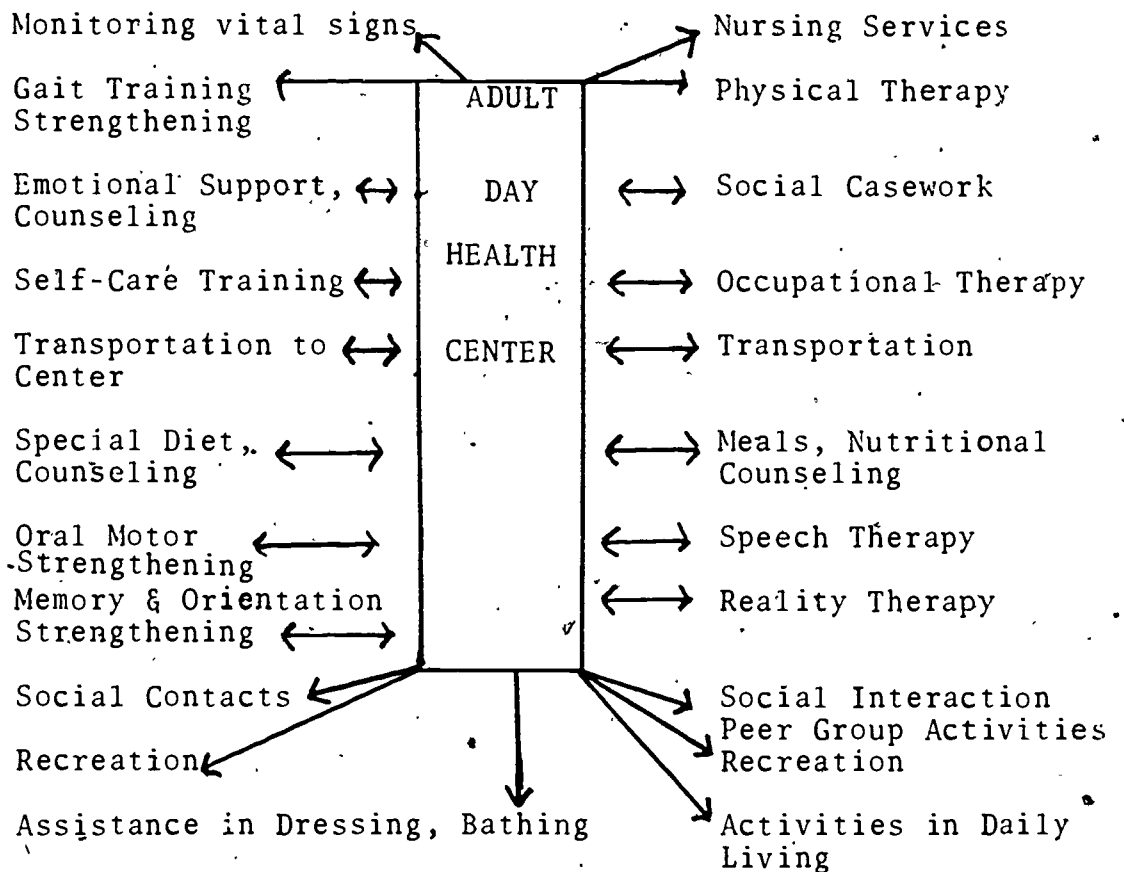 Monitoring vital signs
Nursing Services
Gait Training
Strengthening
ADULT
Physical Therapy
Emotional Support,
Counseling
DAY
Social Casework
HEALTH
Self-Care Training
Occupational Therapy
Transportation to
Center
CENTER
Transportation
Special Diet,
Counseling
Meals, Nutritional
Counseling
Oral Motor
Strengthening
Speech Therapy
Memory & Orientation
Strengthening
Reality Therapy
Social Contacts
Social Interaction
Peer Group Activities
Recreation
Recreation
Assistance in Dressing, Bathing
Activities in Daily
Living